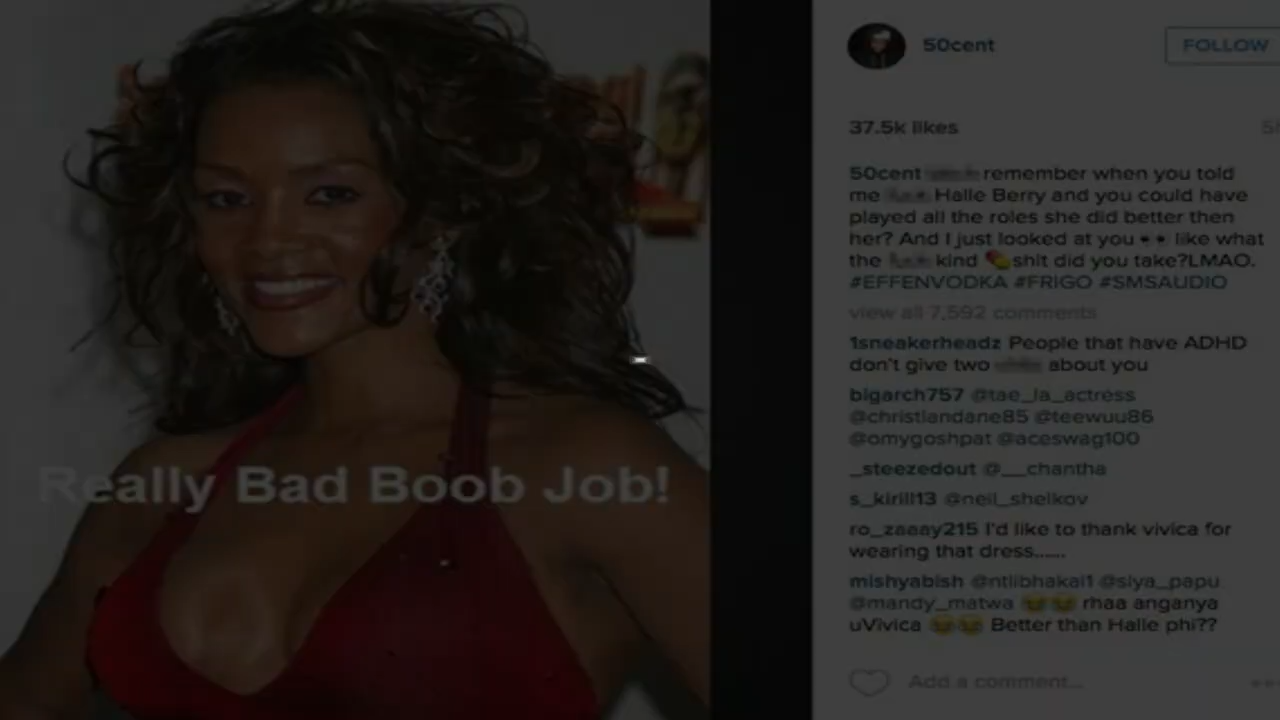 50cent
FOLLOW
37.5k likes
50cent remember when you told
me Halle Berry and you could have
played all the roles she did better then
her? And I just looked at you 👀 like what
the kind 💊shit did you take?LMAO.
#EFFENVODKA #FRIGO #SMSAUDIO
view all 7,592 comments
1sneakerheadz People that have ADHD
don't give two about you
bigarch757 @tae_la_actress
@christiandane85 @teewuu86
@omygoshpat @aceswag100
_steezedout @__chantha
s_kirill13 @neil_shelkov
ro_zaaay215 I'd like to thank vivica for
wearing that dress......
mishyabish @ntlibhakal1 @siya_papu
@mandy_matwa 😂😂 rhaa anganya
uVivica 😂😂 Better than Halle phi??
Add a comment...
Really Bad Boob Job!